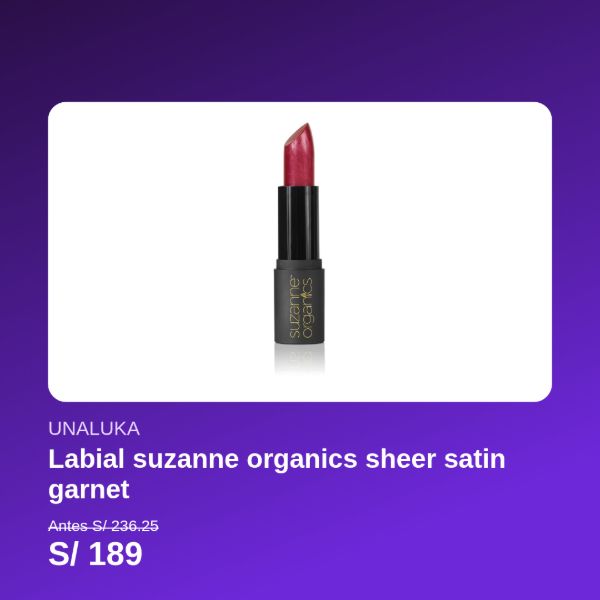 suzanne
organics
UNALUKA
Labial suzanne organics sheer satin
garnet
Antes S/ 236.25
S/ 189